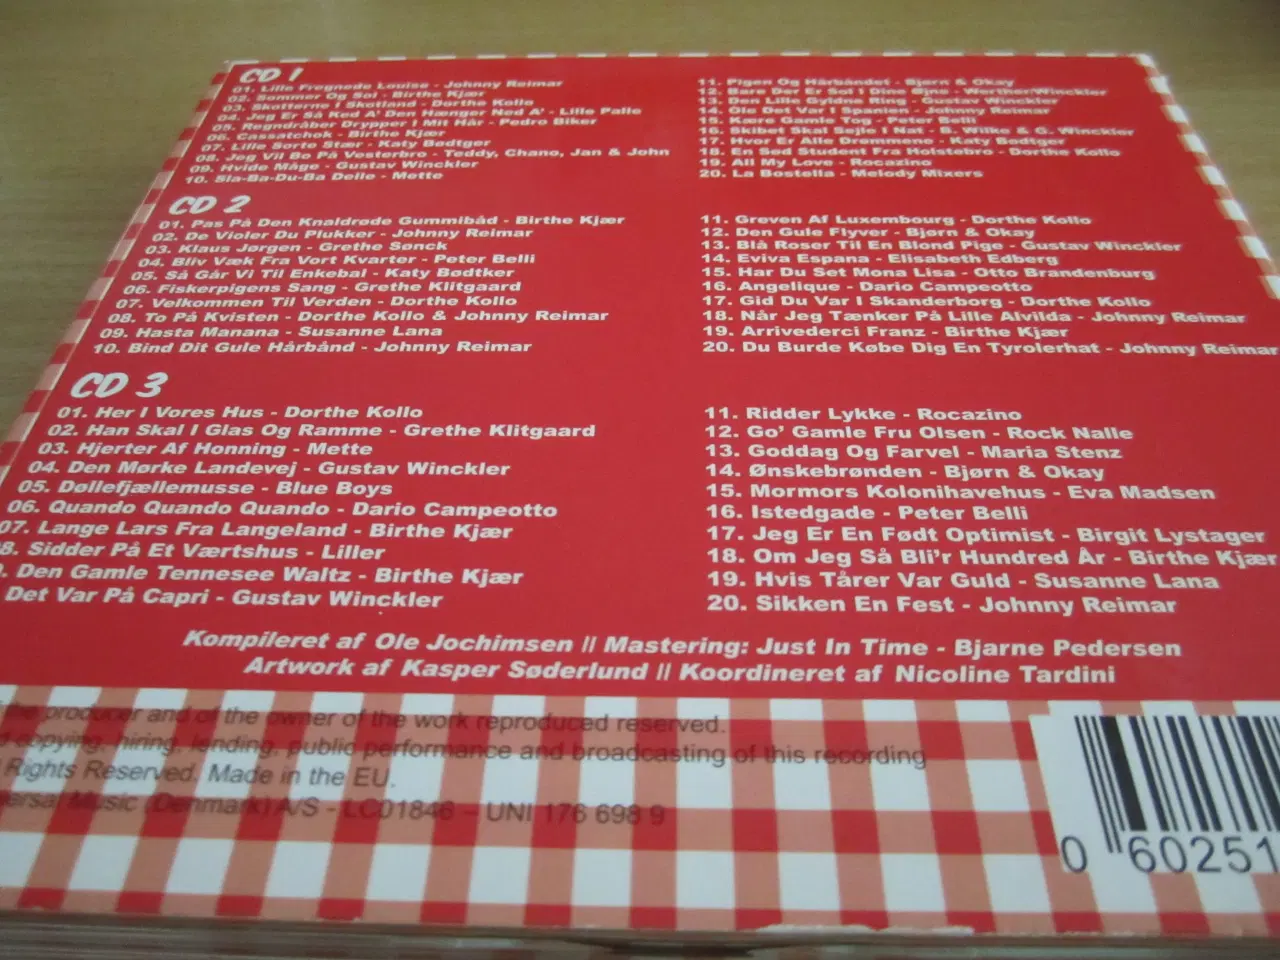 CD 1
01. Lille Fregnede Louise - Johnny Reimar
02. Sommer Og Sol - Birthe Kjær
03. Skotterne I Skotland - Dorthe Kollo
04. Jeg Er Så Ked A' Den Hænger Ned A' - Lille Palle
05. Regndråber Drypper I Mit Hår - Pedro Biker
06. Cassatchok - Birthe Kjær
07. Lille Sorte Stær - Katy Bødtger
08. Jeg Vil Bo På Vesterbro - Teddy, Chano, Jan & John
09. Hvide Måge - Gustav Winckler
10. Sla-Ba-Du-Ba Delle - Mette
11. Pigen Og Hårbåndet - Bjørn & Okay
12. Bare Der Er Sol I Dine Øjne - Werther/Winckler
13. Den Lille Gyldne Ring - Gustav Winckler
14. Ole Det Var I Spanien - Johnny Reimar
15. Kære Gamle Tog - Peter Belli
16. Skibet Skal Sejle I Nat - B. Wilke & G. Winckler
17. Hvor Er Alle Drømmene - Katy Bødtger
18. En Sød Student Fra Holstebro - Dorthe Kollo
19. All My Love - Rocazino
20. La Bostella - Melody Mixers
CD 2
01. Pas På Den Knaldrøde Gummibåd - Birthe Kjær
02. De Violer Du Plukker - Johnny Reimar
03. Klaus Jørgen - Grethe Sønck
04. Bliv Væk Fra Vort Kvarter - Peter Belli
05. Så Går Vi Til Enkebal - Katy Bødtker
06. Fiskerpigens Sang - Grethe Klitgaard
07. Velkommen Til Verden - Dorthe Kollo
08. To På Kvisten - Dorthe Kollo & Johnny Reimar
09. Hasta Manana - Susanne Lana
10. Bind Dit Gule Hårbånd - Johnny Reimar
11. Greven Af Luxembourg - Dorthe Kollo
12. Den Gule Flyver - Bjørn & Okay
13. Blå Roser Til En Blond Pige - Gustav Winckler
14. Eviva Espana - Elisabeth Edberg
15. Har Du Set Mona Lisa - Otto Brandenburg
16. Angelique - Dario Campeotto
17. Gid Du Var I Skanderborg - Dorthe Kollo
18. Når Jeg Tænker På Lille Alvilda - Johnny Reimar
19. Arrivederci Franz - Birthe Kjær
20. Du Burde Købe Dig En Tyrolerhat - Johnny Reimar
CD 3
01. Her I Vores Hus - Dorthe Kollo
02. Han Skal I Glas Og Ramme - Grethe Klitgaard
03. Hjerter Af Honning - Mette
04. Den Mørke Landevej - Gustav Winckler
05. Døllefjællemusse - Blue Boys
06. Quando Quando Quando - Dario Campeotto
07. Lange Lars Fra Langeland - Birthe Kjær
8. Sidder På Et Værtshus - Liller
. Den Gamle Tennesee Waltz - Birthe Kjær
Det Var På Capri - Gustav Winckler
11. Ridder Lykke - Rocazino
12. Go' Gamle Fru Olsen - Rock Nalle
13. Goddag Og Farvel - Maria Stenz
14. Ønskebrønden - Bjørn & Okay
15. Mormors Kolonihavehus - Eva Madsen
16. Istedgade - Peter Belli
17. Jeg Er En Født Optimist - Birgit Lystager
18. Om Jeg Så Bli'r Hundred År - Birthe Kjær
19. Hvis Tårer Var Guld - Susanne Lana
20. Sikken En Fest - Johnny Reimar
Kompileret af Ole Jochimsen // Mastering: Just In Time - Bjarne Pedersen
Artwork af Kasper Søderlund // Koordineret af Nicoline Tardini
the producer and of the owner of the work reproduced reserved.
copying, hiring, lending, public performance and broadcasting of this recording
Rights Reserved. Made in the EU.
ersal Music (Denmark) A/S - LC01846 - UNI 176 698 9
0 60251